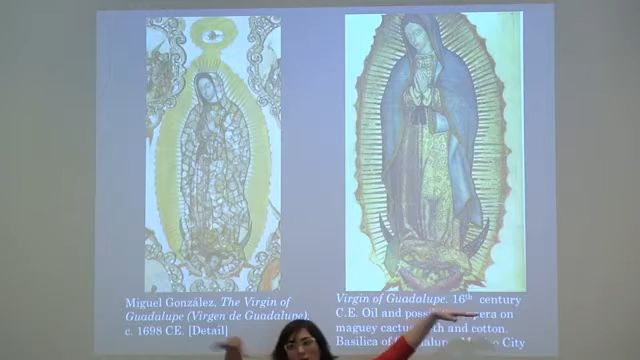 Miguel González, The Virgin of
Guadalupe (Virgen de Guadalupe),
c. 1698 CE. [Detail]
Virgin of Guadalupe. 16th century
C.E. Oil and
maguey cactus and cotton.
Basilica of City